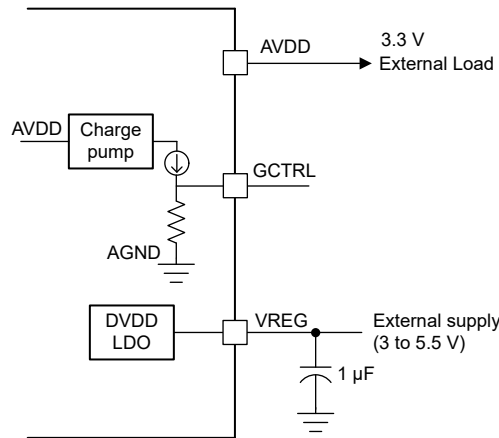 AVDD
3.3 V
External Load
AVDD
Charge
pump
GCTRL
AGND
DVDD
LDO
VREG
External supply
(3 to 5.5 V)
1 µF